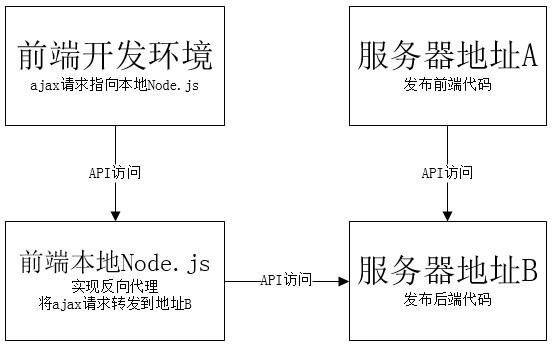 前端开发环境
ajax请求指向本地Node.js
服务器地址A
发布前端代码
API访问
API访问
前端本地Node.js
实现反向代理
将ajax请求转发到地址B
API访问
服务器地址B
发布后端代码